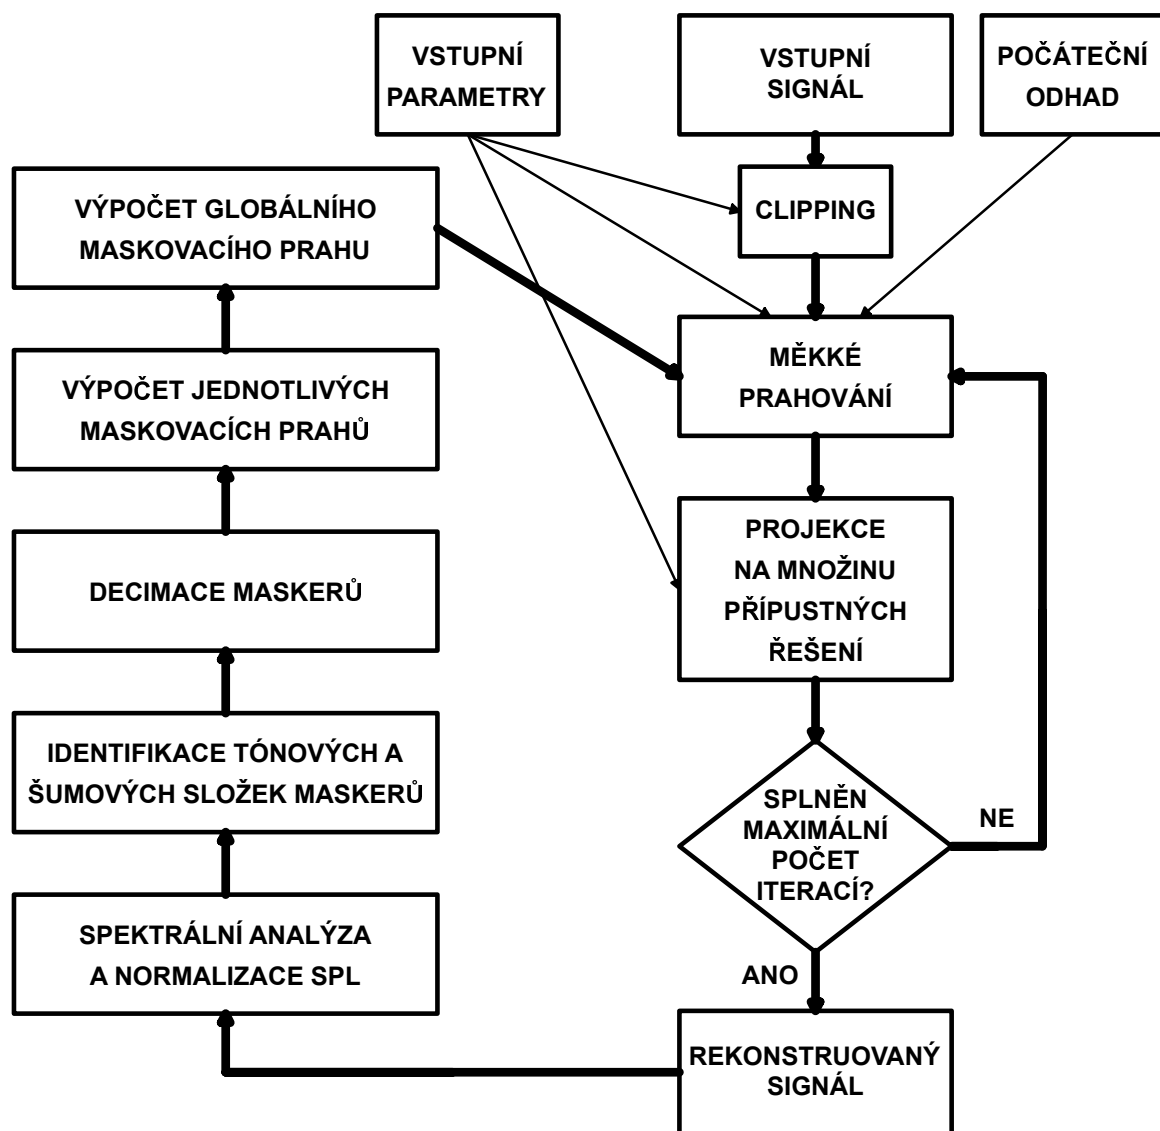 VSTUPNÍ
PARAMETRY
VSTUPNÍ
SIGNÁL
POČÁTEČNÍ
ODHAD
CLIPPING
VÝPOČET GLOBÁLNÍHO
MASKOVACÍHO PRAHU
MĚKKÉ
PRAHOVÁNÍ
VÝPOČET JEDNOTLIVÝCH
MASKOVACÍCH PRAHŮ
PROJEKCE
NA MNOŽINU
PŘÍPUSTNÝCH
ŘEŠENÍ
DECIMACE MASKERŮ
IDENTIFIKACE TÓNOVÝCH A
ŠUMOVÝCH SLOŽEK MASKERŮ
SPLNĚN
MAXIMÁLNÍ
POČET
ITERACÍ?
NE
SPEKTRÁLNÍ ANALÝZA
A NORMALIZACE SPL
ANO
REKONSTRUOVANÝ
SIGNÁL